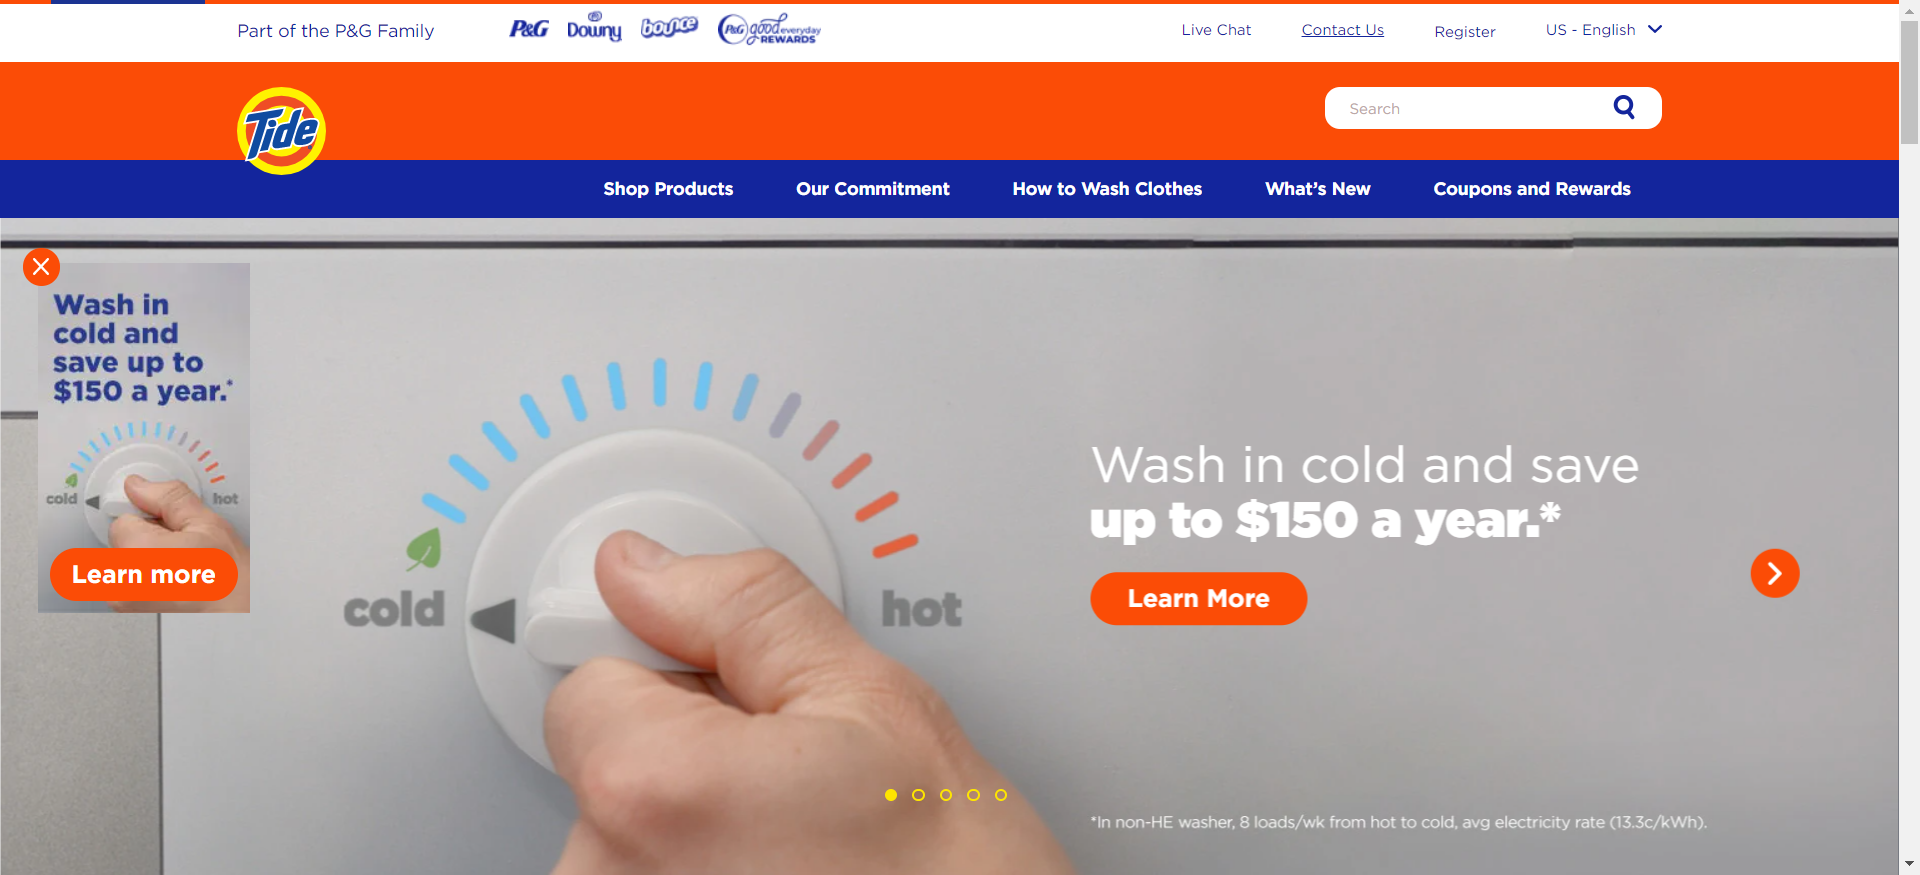 Part of the P&G Family
P&G
Downy
bounce
P&G good everyday
REWARDS
Live Chat
Contact Us
Register
US - English
Tide
Search
Shop Products
Our Commitment
How to Wash Clothes
What's New
Coupons and Rewards
Wash in
cold and
save up to
$150 a year.*
cold
hot
Learn more
cold
hot
Wash in cold and save
up to $150 a year.*
Learn More
*In non-HE washer, 8 loads/wk from hot to cold, avg electricity rate (13.3c/kWh).